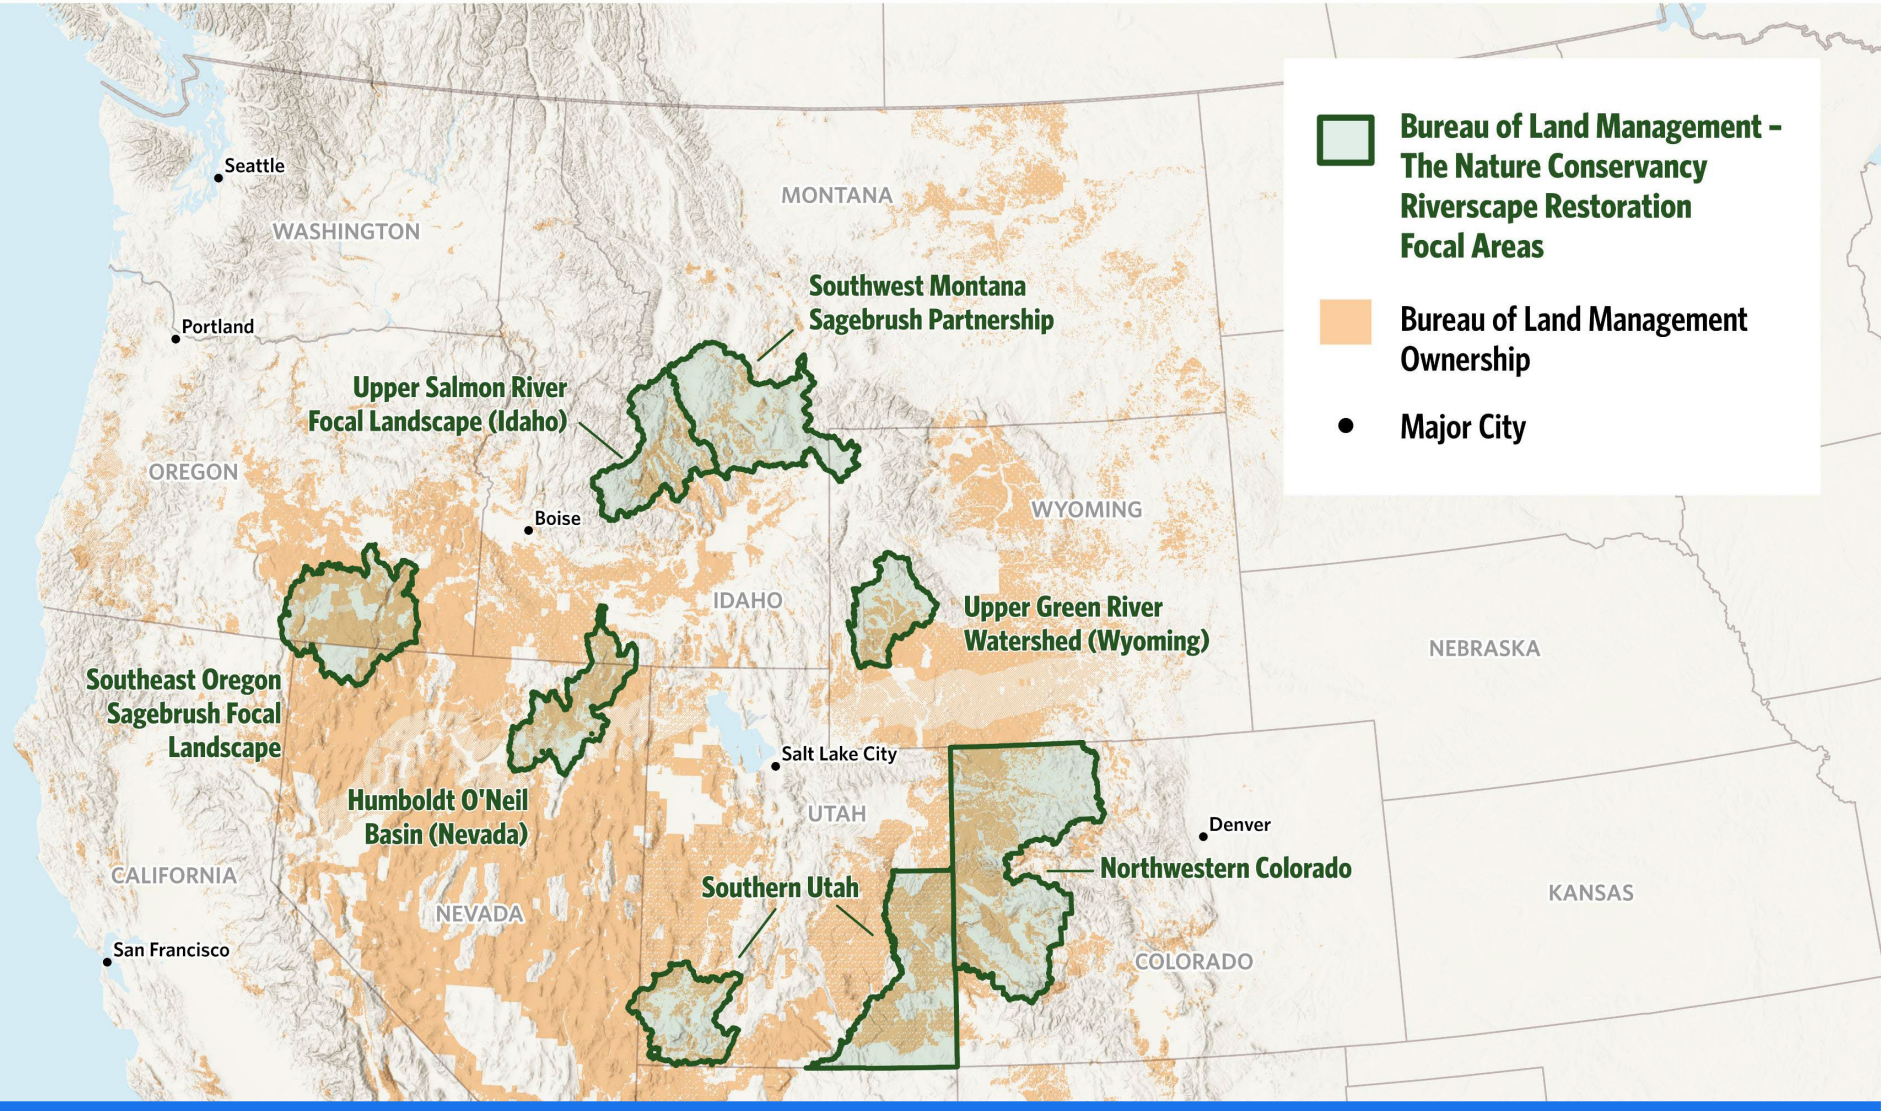 Bureau of Land Management –
The Nature Conservancy
Riverscape Restoration
Focal Areas
Bureau of Land Management
Ownership
Major City
Seattle
WASHINGTON
MONTANA
Southwest Montana
Sagebrush Partnership
Portland
Upper Salmon River
Focal Landscape (Idaho)
OREGON
Boise
WYOMING
IDAHO
Upper Green River
Watershed (Wyoming)
NEBRASKA
Southeast Oregon
Sagebrush Focal
Landscape
Salt Lake City
Humboldt O'Neil
Basin (Nevada)
UTAH
Denver
Northwestern Colorado
CALIFORNIA
Southern Utah
KANSAS
NEVADA
San Francisco
COLORADO